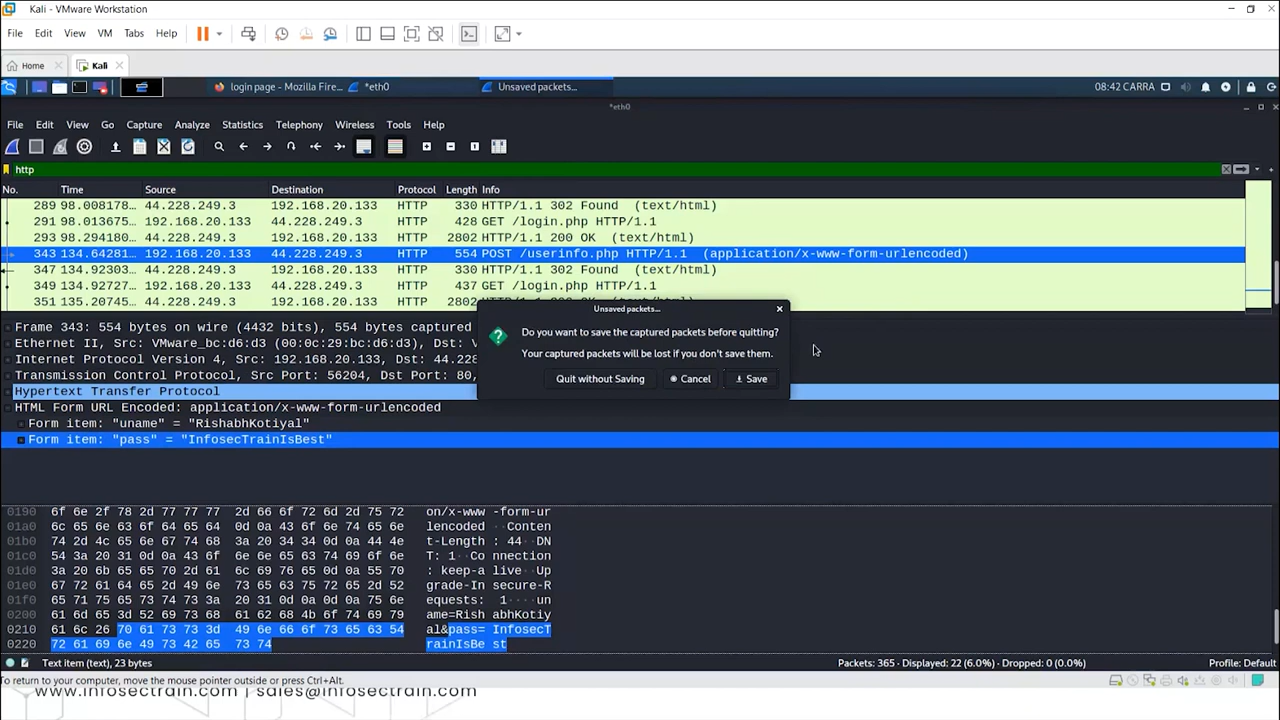 Kali - VMware Workstation
File Edit View VM Tabs Help
Home Kali
login page - Mozilla Fire... *eth0 Unsaved packets... 08:42 CARRA
*eth0
File Edit View Go Capture Analyze Statistics Telephony Wireless Tools Help
http
No. Time Source Destination Protocol Length Info
289 98.008178... 44.228.249.3 192.168.20.133 HTTP 330 HTTP/1.1 302 Found (text/html)
291 98.013675... 192.168.20.133 44.228.249.3 HTTP 428 GET /login.php HTTP/1.1
293 98.294180... 44.228.249.3 192.168.20.133 HTTP 2802 HTTP/1.1 200 OK (text/html)
343 134.64281... 192.168.20.133 44.228.249.3 HTTP 554 POST /userinfo.php HTTP/1.1 (application/x-www-form-urlencoded)
347 134.92303... 44.228.249.3 192.168.20.133 HTTP 330 HTTP/1.1 302 Found (text/html)
349 134.92727... 192.168.20.133 44.228.249.3 HTTP 437 GET /login.php HTTP/1.1
351 135.20745... 44.228.249.3 192.168.20.133 HTTP 2802
Unsaved packets...
Do you want to save the captured packets before quitting?
Your captured packets will be lost if you don't save them.
Quit without Saving Cancel Save
Frame 343: 554 bytes on wire (4432 bits), 554 bytes captured
Ethernet II, Src: VMware_bc:d6:d3 (00:0c:29:bc:d6:d3), Dst: V
Internet Protocol Version 4, Src: 192.168.20.133, Dst: 44.228
Transmission Control Protocol, Src Port: 56204, Dst Port: 80,
Hypertext Transfer Protocol
HTML Form URL Encoded: application/x-www-form-urlencoded
Form item: "uname" = "RishabhKotiyal"
Form item: "pass" = "InfosecTrainIsBest"
0190 6f 6e 2f 78 2d 77 77 77 2d 66 6f 72 6d 2d 75 72 on/x-www -form-ur
01a0 6c 65 6e 63 6f 64 65 64 0d 0a 43 6f 6e 74 65 6e lencoded ··Conten
01b0 74 2d 4c 65 6e 67 74 68 3a 20 34 34 0d 0a 44 4e t-Length : 44··DN
01c0 54 3a 20 31 0d 0a 43 6f 6e 6e 65 63 74 69 6f 6e T: 1··Co nnection
01d0 3a 20 6b 65 65 70 2d 61 6c 69 76 65 0d 0a 55 70 : keep-a live··Up
01e0 67 72 61 64 65 2d 49 6e 73 65 63 75 72 65 2d 52 grade-In secure-R
01f0 65 71 75 65 73 74 73 3a 20 31 0d 0a 0d 0a 75 6e equests: 1····un
0200 61 6d 65 3d 52 69 73 68 61 62 68 4b 6f 74 69 79 ame=Rish abhKotiy
0210 61 6c 26 70 61 73 73 3d 49 6e 66 6f 73 65 63 54 al&pass= InfosecT
0220 72 61 69 6e 49 73 42 65 73 74 rainIsBe st
Text item (text), 23 bytes Packets: 365 · Displayed: 22 (6.0%) · Dropped: 0 (0.0%) Profile: Default
To return to your computer, move the mouse pointer outside or press Ctrl+Alt.
www.infosectrain.com | sales@infosectrain.com